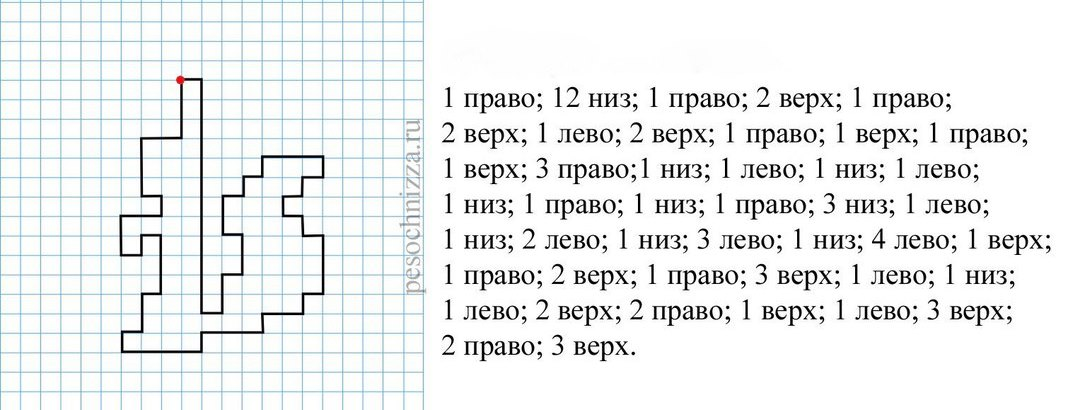 1 право; 12 низ; 1 право; 2 верх; 1 право;
2 верх; 1 лево; 2 верх; 1 право; 1 верх; 1 право;
1 верх; 3 право;1 низ; 1 лево; 1 низ; 1 лево;
1 низ; 1 право; 1 низ; 1 право; 3 низ; 1 лево;
1 низ; 2 лево; 1 низ; 3 лево; 1 низ; 4 лево; 1 верх;
1 право; 2 верх; 1 право; 3 верх; 1 лево; 1 низ;
1 лево; 2 верх; 2 право; 1 верх; 1 лево; 3 верх;
2 право; 3 верх.
pesochnizza.ru